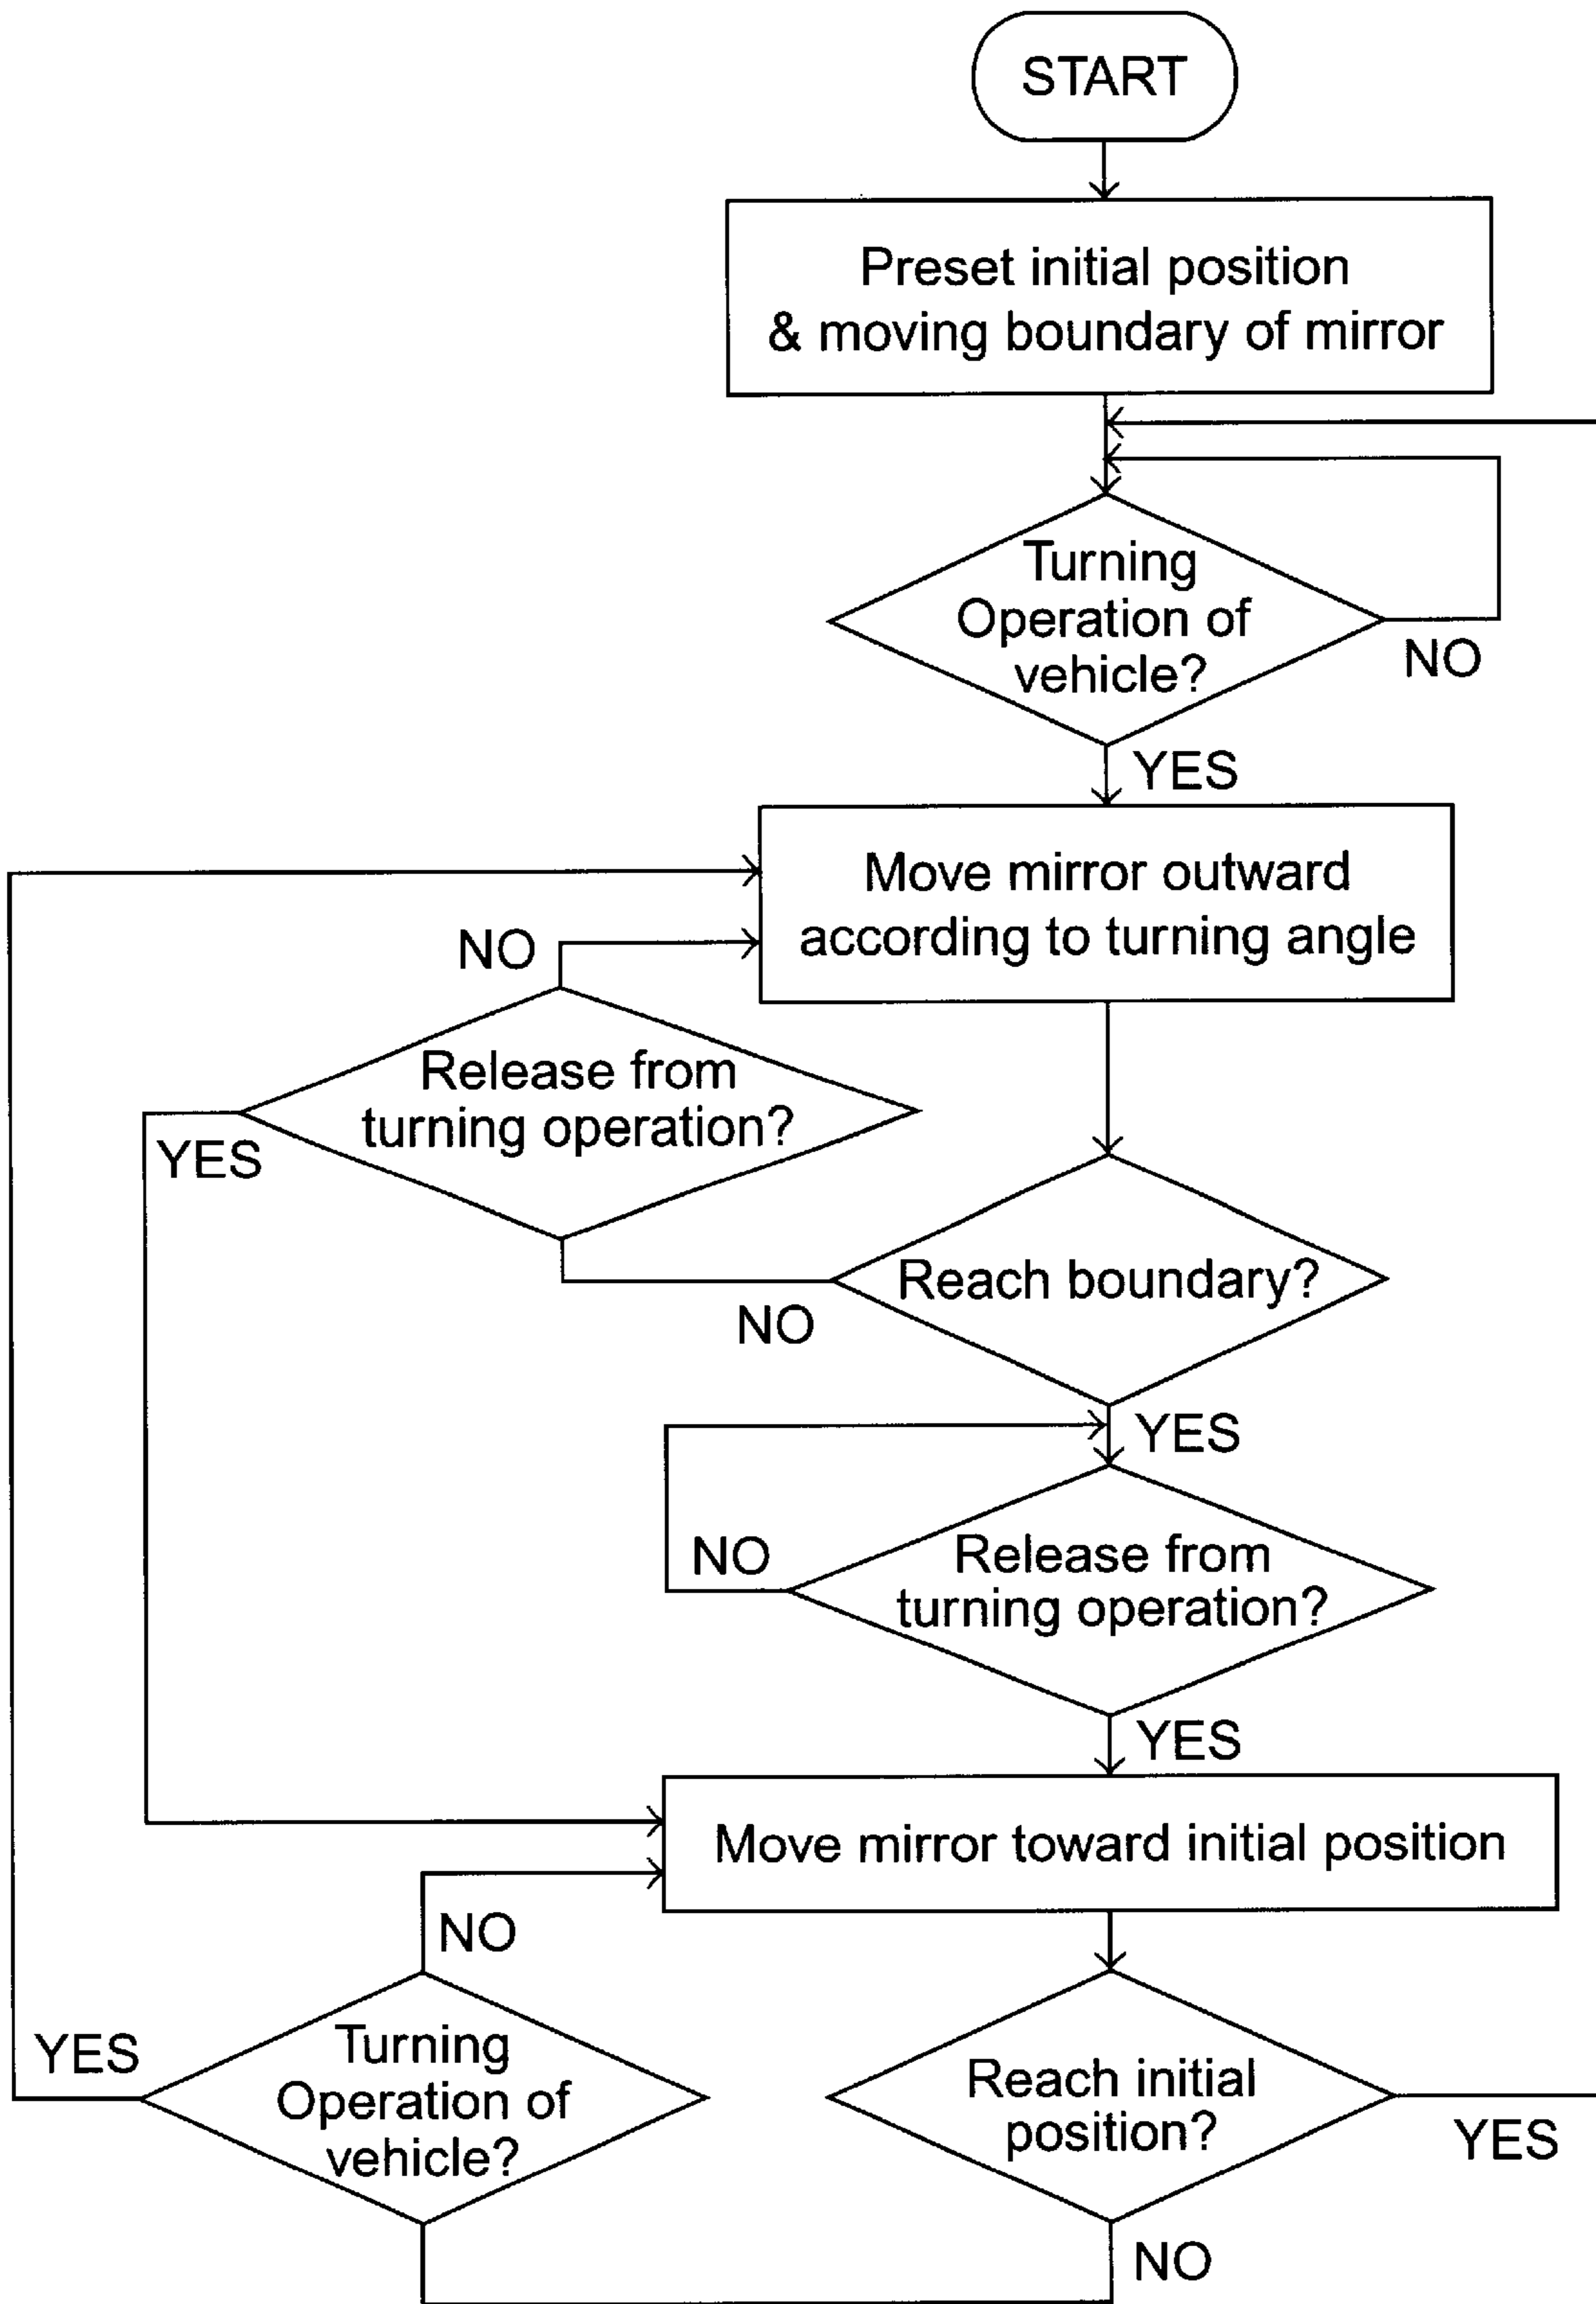 START
Preset initial position
& moving boundary of mirror
Turning
Operation of
vehicle?
NO
YES
Move mirror outward
according to turning angle
NO
Release from
turning operation?
YES
Reach boundary?
NO
YES
Release from
turning operation?
NO
YES
Move mirror toward initial position
NO
Turning
Operation of
vehicle?
YES
Reach initial
position?
YES
NO